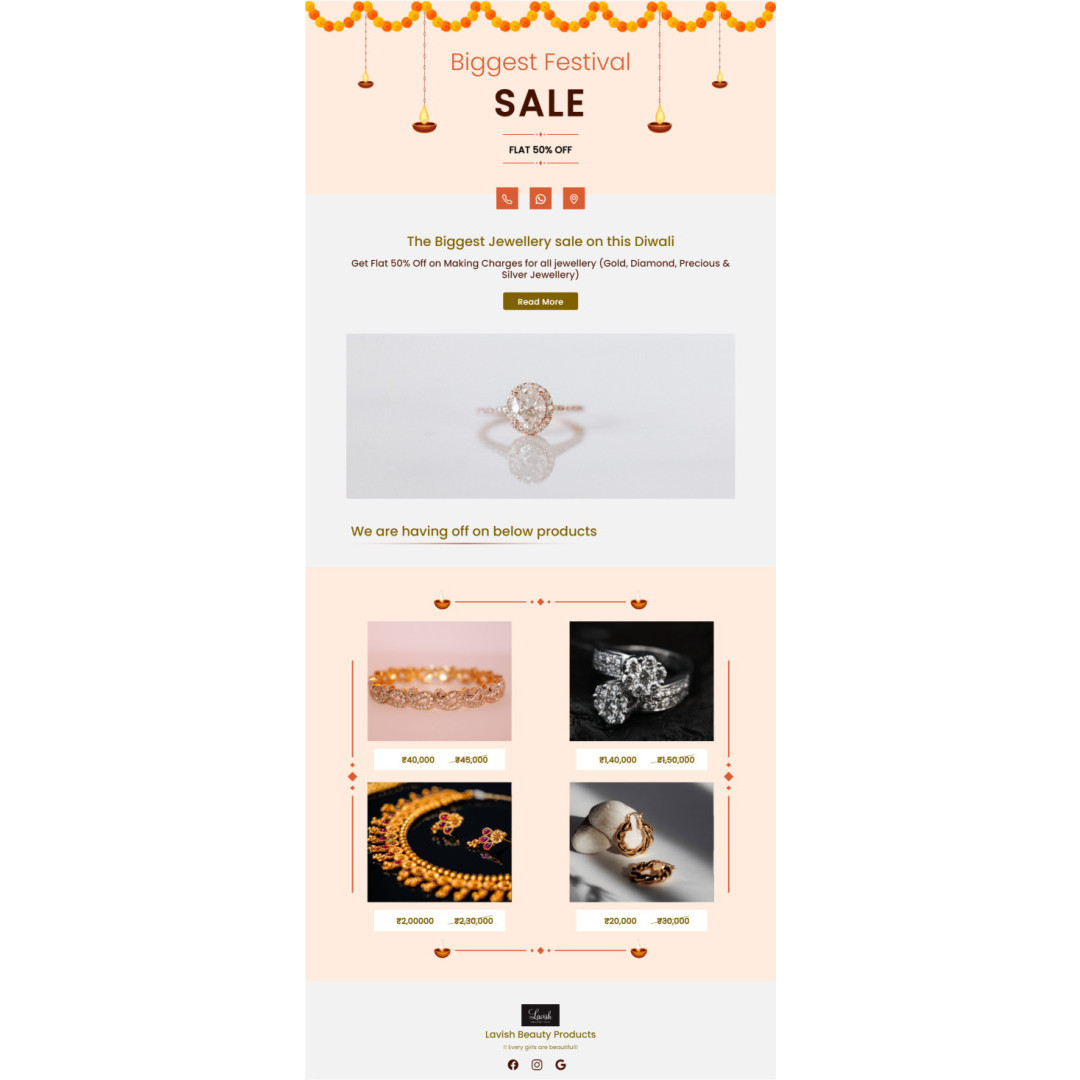 Biggest Festival
SALE
FLAT 50% OFF
The Biggest Jewellery sale on this Diwali
Get Flat 50% Off on Making Charges for all jewellery (Gold, Diamond, Precious &
Silver Jewellery)
Read More
We are having off on below products
₹40,000 ₹45,000
₹1,40,000 ₹1,50,000
₹2,00000 ₹2,30,000
₹20,000 ₹30,000
Lavish
Lavish Beauty Products
Every girls are beautiful!!